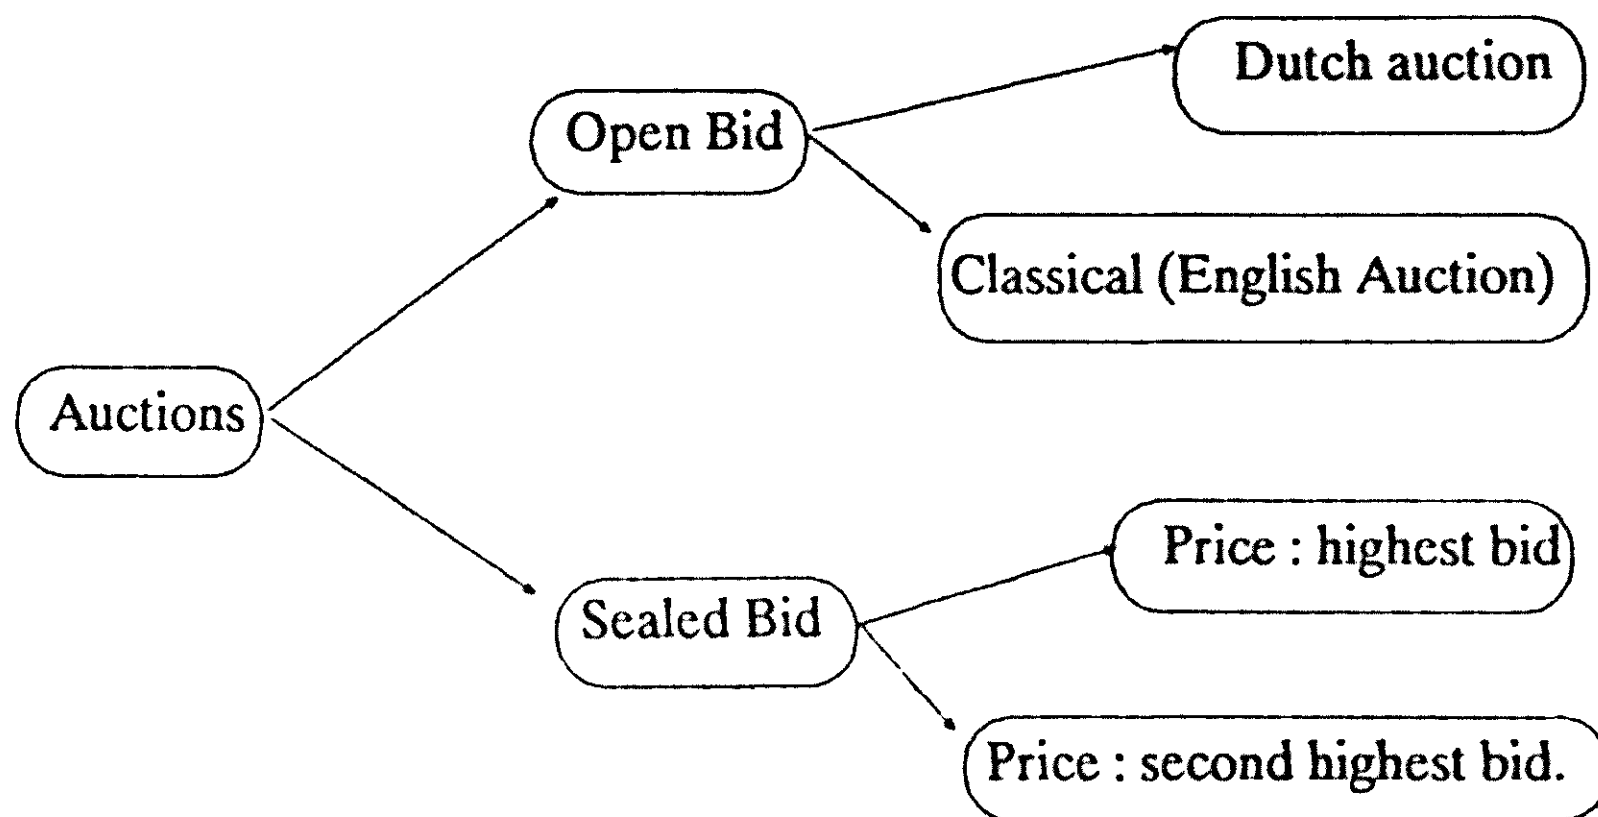 Dutch auction
Open Bid
Classical (English Auction)
Auctions
Price : highest bid
Sealed Bid
Price : second highest bid.